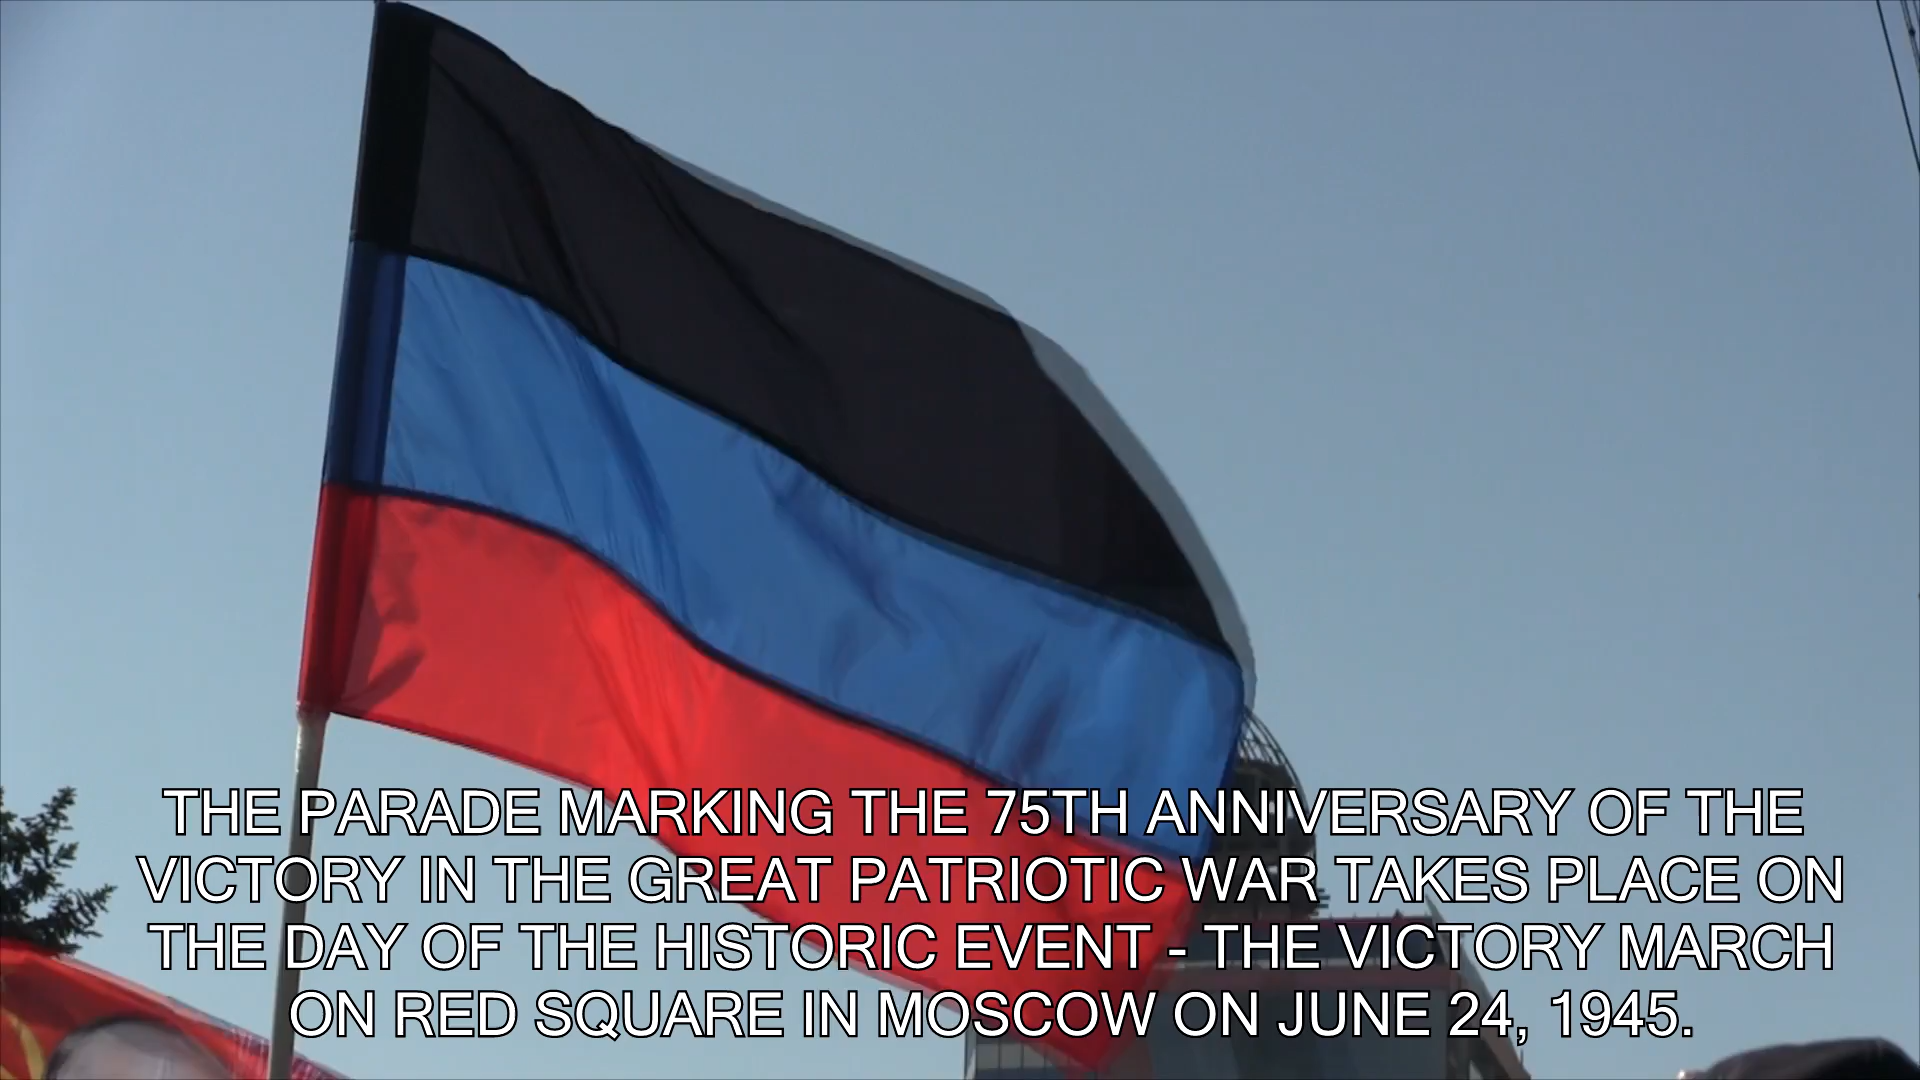 THE PARADE MARKING THE 75TH ANNIVERSARY OF THE
VICTORY IN THE GREAT PATRIOTIC WAR TAKES PLACE ON
THE DAY OF THE HISTORIC EVENT - THE VICTORY MARCH
ON RED SQUARE IN MOSCOW ON JUNE 24, 1945.